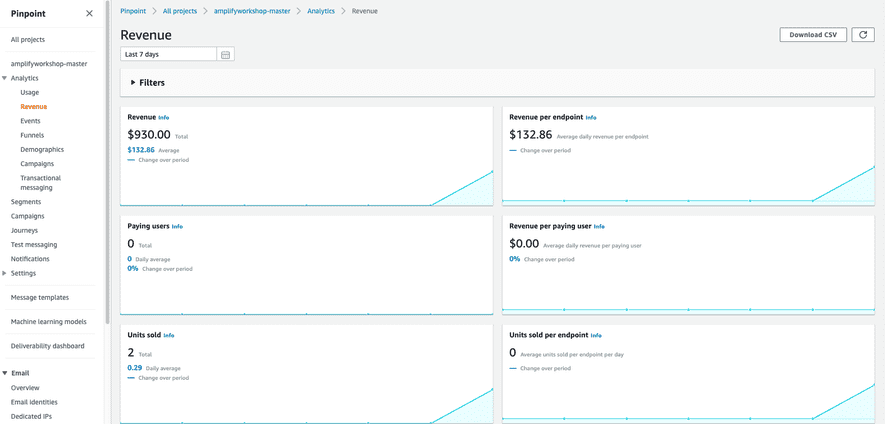 Pinpoint
All projects
amplifyworkshop-master
Analytics
Usage
Revenue
Events
Funnels
Demographics
Campaigns
Transactional
messaging
Segments
Campaigns
Journeys
Test messaging
Notifications
Settings
Message templates
Machine learning models
Deliverability dashboard
Email
Overview
Email identities
Dedicated IPs
Pinpoint All projects amplifyworkshop-master Analytics Revenue
Revenue
Download CSV
Last 7 days
Filters
Revenue Info
$930.00 Total
$132.86 Average
Change over period
Revenue per endpoint Info
$132.86 Average daily revenue per endpoint
Change over period
Paying users Info
0 Total
0 Daily average
0% Change over period
Revenue per paying user Info
$0.00 Average daily revenue per paying user
0% Change over period
Units sold Info
2 Total
0.29 Daily average
Change over period
Units sold per endpoint Info
0 Average units sold per endpoint per day
Change over period